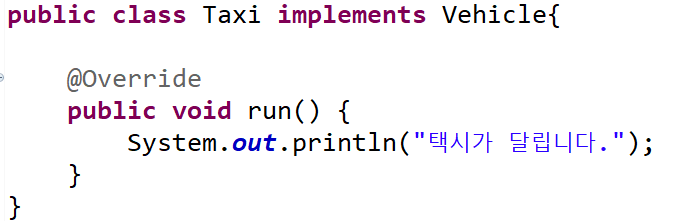 public class Taxi implements Vehicle{
@Override
public void run() {
System.out.println("택시가 달립니다.");
}
}